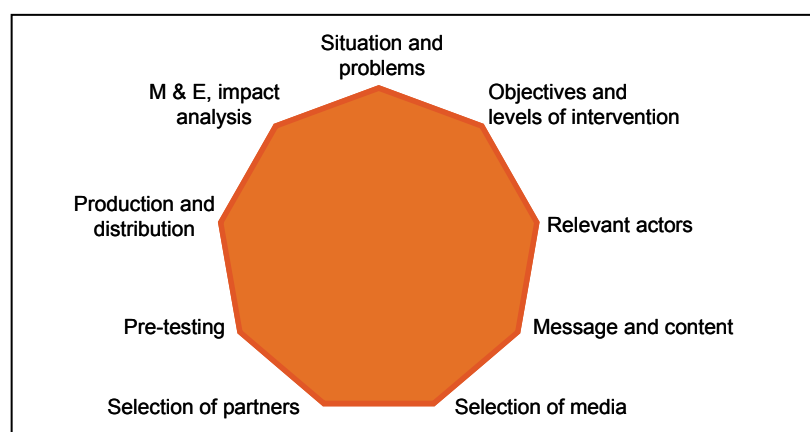 Situation and
problems
Objectives and
levels of intervention
Relevant actors
Message and content
Selection of media
Selection of partners
Pre-testing
Production and
distribution
M & E, impact
analysis